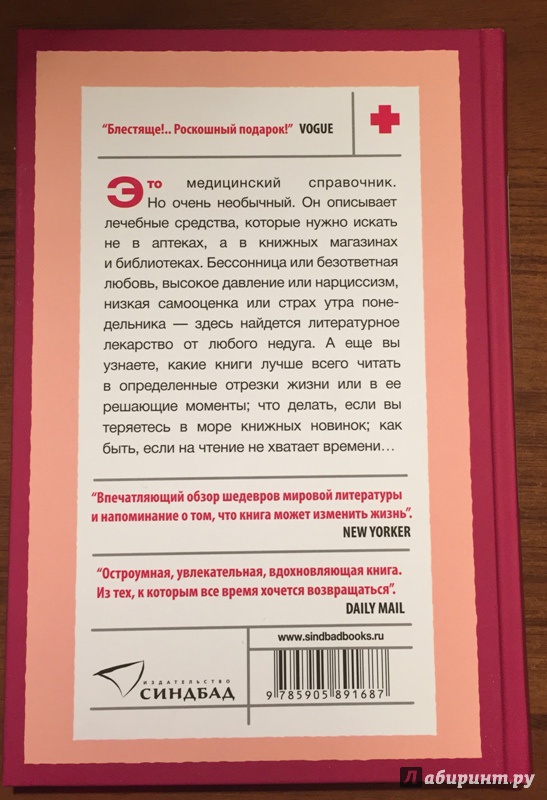 “Блестяще!.. Роскошный подарок!” VOGUE
Это медицинский справочник.
Но очень необычный. Он описывает
лечебные средства, которые нужно искать
не в аптеках, а в книжных магазинах
и библиотеках. Бессонница или безответная
любовь, высокое давление или нарциссизм,
низкая самооценка или страх утра поне-
дельника — здесь найдется литературное
лекарство от любого недуга. А еще вы
узнаете, какие книги лучше всего читать
в определенные отрезки жизни или в ее
решающие моменты; что делать, если вы
теряетесь в море книжных новинок; как
быть, если на чтение не хватает времени...
“Впечатляющий обзор шедевров мировой литературы
и напоминание о том, что книга может изменить жизнь”.
NEW YORKER
“Остроумная, увлекательная, вдохновляющая книга.
Из тех, к которым все время хочется возвращаться”.
DAILY MAIL
www.sindbadbooks.ru
ИЗДАТЕЛЬСТВО
СИНДБАД
9 785905 891687
Лабиринт.ру